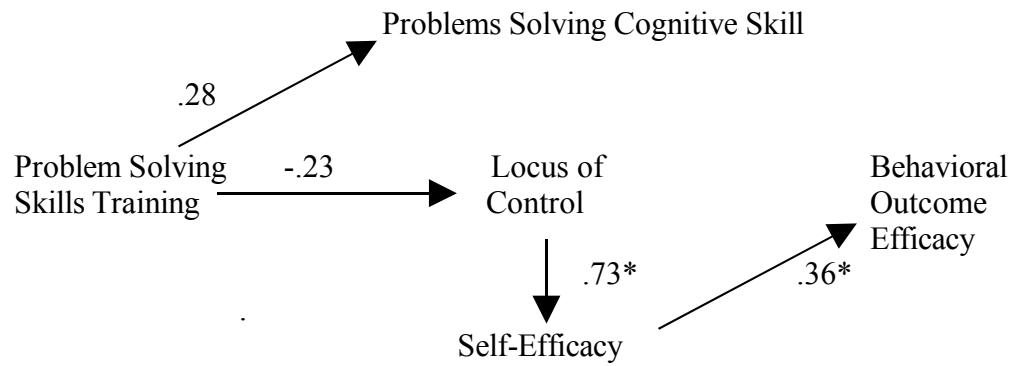 Problems Solving Cognitive Skill
.28
Problem Solving
Skills Training
-.23
Locus of
Control
Behavioral
Outcome
Efficacy
.73*
.36*
.
Self-Efficacy